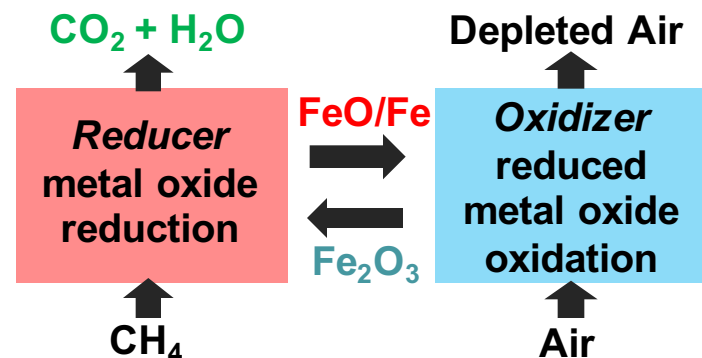 CO₂ + H₂O
Depleted Air
Reducer
metal oxide
reduction
FeO/Fe
Fe₂O₃
Oxidizer
reduced
metal oxide
oxidation
CH₄
Air